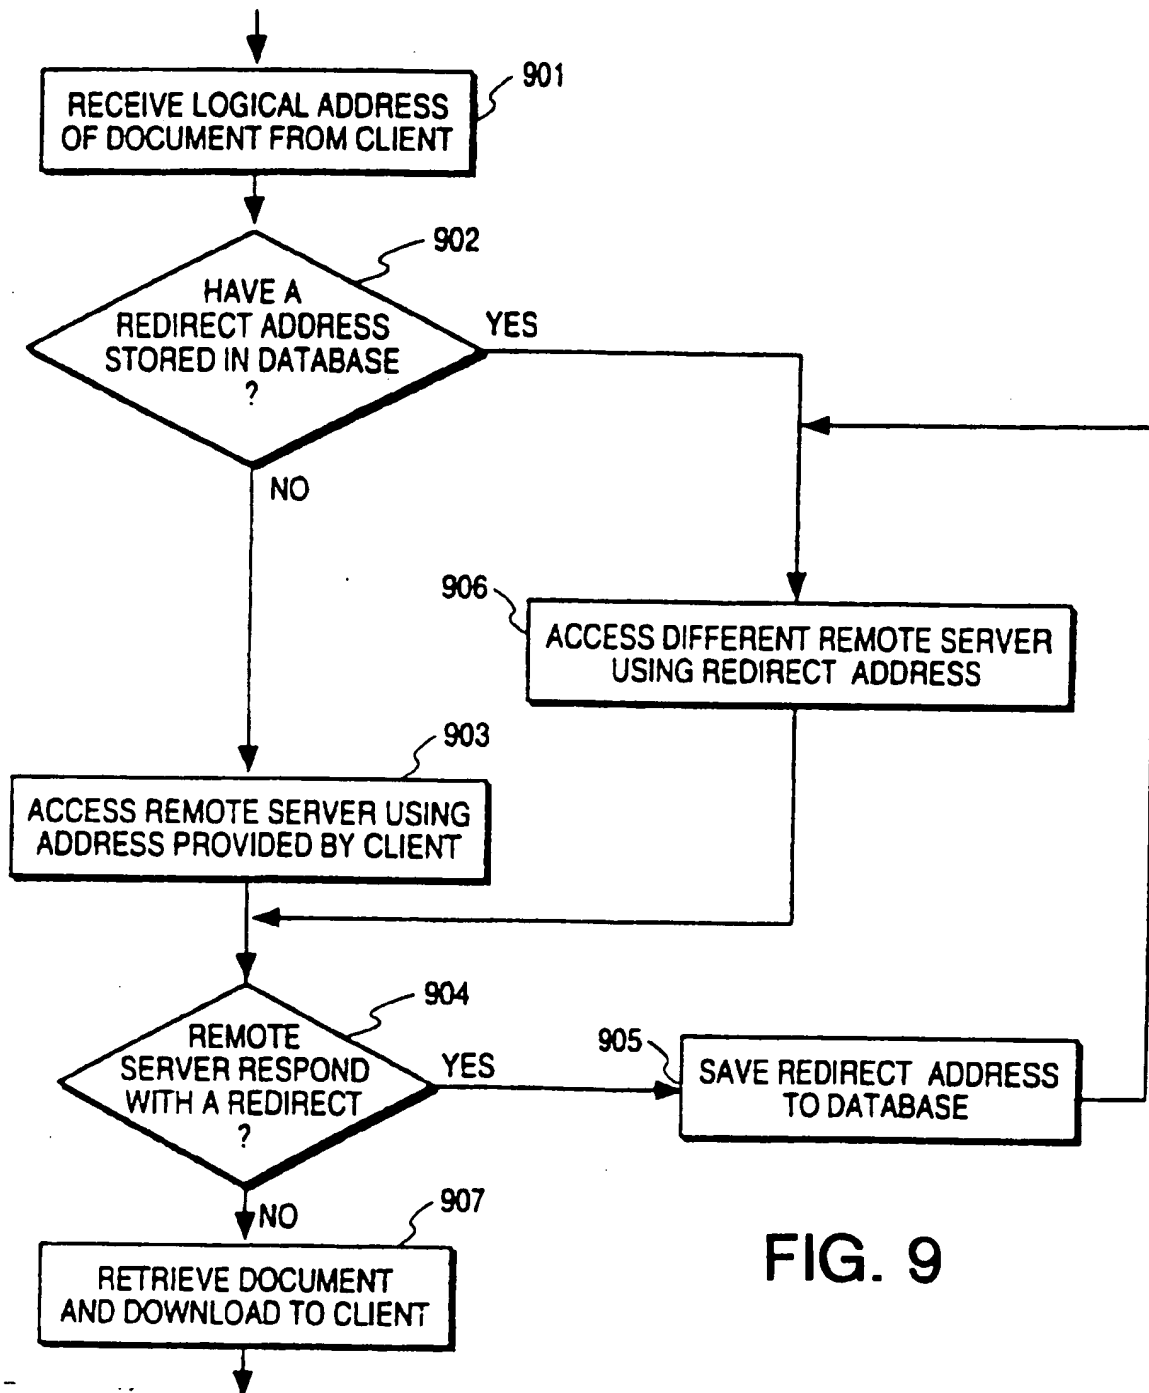 901
RECEIVE LOGICAL ADDRESS
OF DOCUMENT FROM CLIENT
902
HAVE A
REDIRECT ADDRESS
STORED IN DATABASE
?
YES
NO
906
ACCESS DIFFERENT REMOTE SERVER
USING REDIRECT ADDRESS
903
ACCESS REMOTE SERVER USING
ADDRESS PROVIDED BY CLIENT
904
REMOTE
SERVER RESPOND
WITH A REDIRECT
?
YES
905
SAVE REDIRECT ADDRESS
TO DATABASE
NO
907
RETRIEVE DOCUMENT
AND DOWNLOAD TO CLIENT
FIG. 9